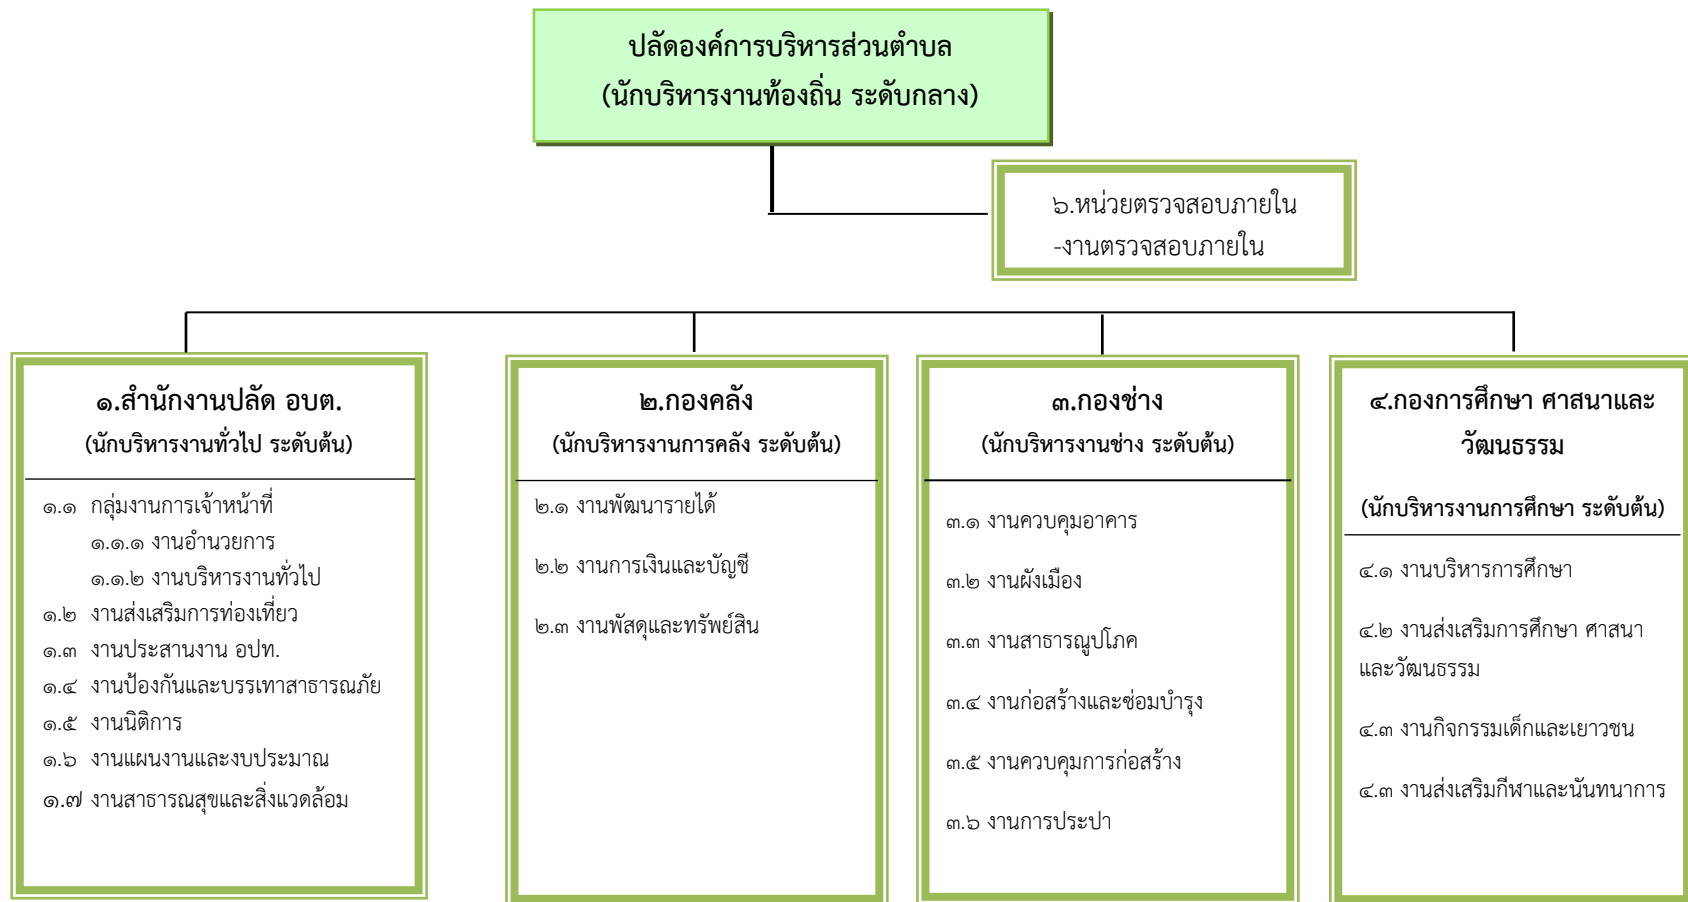 ปลัดองค์การบริหารส่วนตำบล
(นักบริหารงานท้องถิ่น ระดับกลาง)
๖.หน่วยตรวจสอบภายใน
-งานตรวจสอบภายใน
๑.สำนักงานปลัด อบต.
(นักบริหารงานทั่วไป ระดับต้น)
๑.๑ กลุ่มงานการเจ้าหน้าที่
๑.๑.๑ งานอำนวยการ
๑.๑.๒ งานบริหารงานทั่วไป
๑.๒ งานส่งเสริมการท่องเที่ยว
๑.๓ งานประสานงาน อปท.
๑.๔ งานป้องกันและบรรเทาสาธารณภัย
๑.๕ งานนิติการ
๑.๖ งานแผนงานและงบประมาณ
๑.๗ งานสาธารณสุขและสิ่งแวดล้อม
๒.กองคลัง
(นักบริหารงานการคลัง ระดับต้น)
๒.๑ งานพัฒนารายได้
๒.๒ งานการเงินและบัญชี
๒.๓ งานพัสดุและทรัพย์สิน
๓.กองช่าง
(นักบริหารงานช่าง ระดับต้น)
๓.๑ งานควบคุมอาคาร
๓.๒ งานผังเมือง
๓.๓ งานสาธารณูปโภค
๓.๔ งานก่อสร้างและซ่อมบำรุง
๓.๕ งานควบคุมการก่อสร้าง
๓.๖ งานการประปา
๔.กองการศึกษา ศาสนาและ
วัฒนธรรม
(นักบริหารงานการศึกษา ระดับต้น)
๔.๑ งานบริหารการศึกษา
๔.๒ งานส่งเสริมการศึกษา ศาสนา
และวัฒนธรรม
๔.๓ งานกิจกรรมเด็กและเยาวชน
๔.๓ งานส่งเสริมกีฬาและนันทนาการ